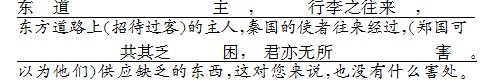 东 道 主 ， 行李之往来 ，
东方道路上(招待过客)的主人，秦国的使者往来经过，(郑国可
共其乏 困， 君亦无所 害 。
以为他们)供应缺乏的东西，这对您来说，也没有什么害处。